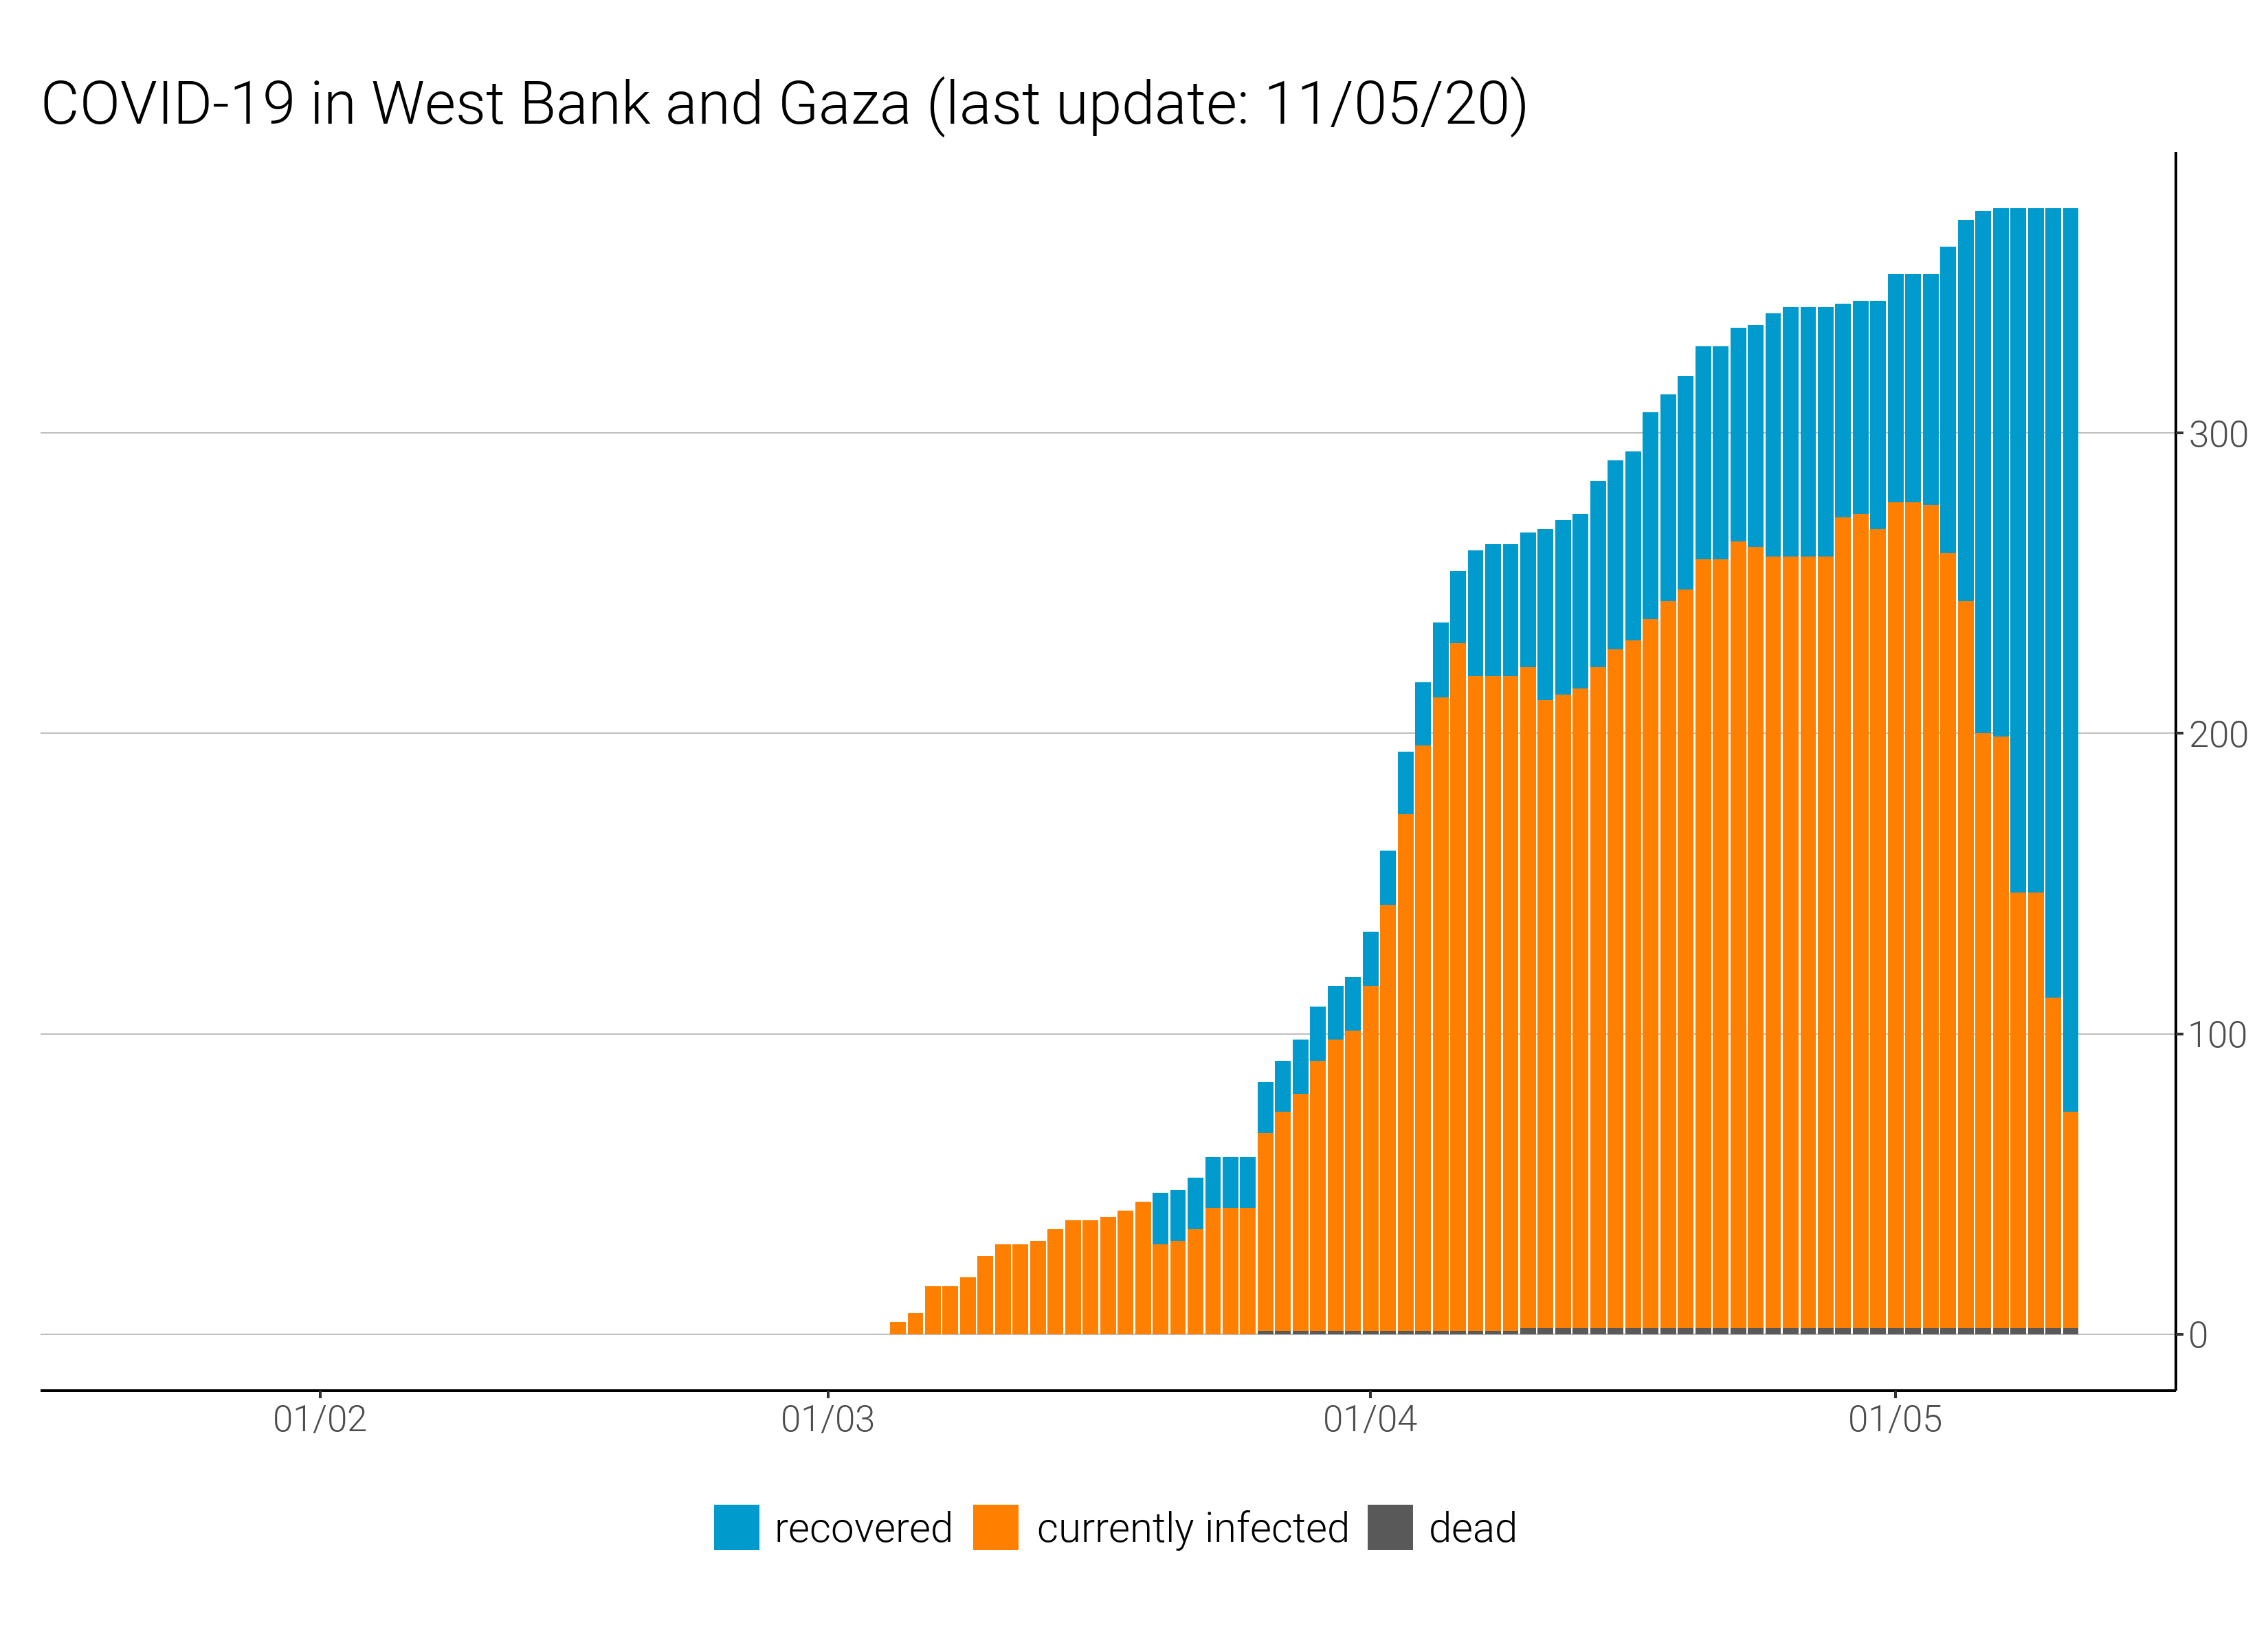 COVID-19 in West Bank and Gaza (last update: 11/05/20)
300
200
100
0
01/02 01/03 01/04 01/05
recovered currently infected dead